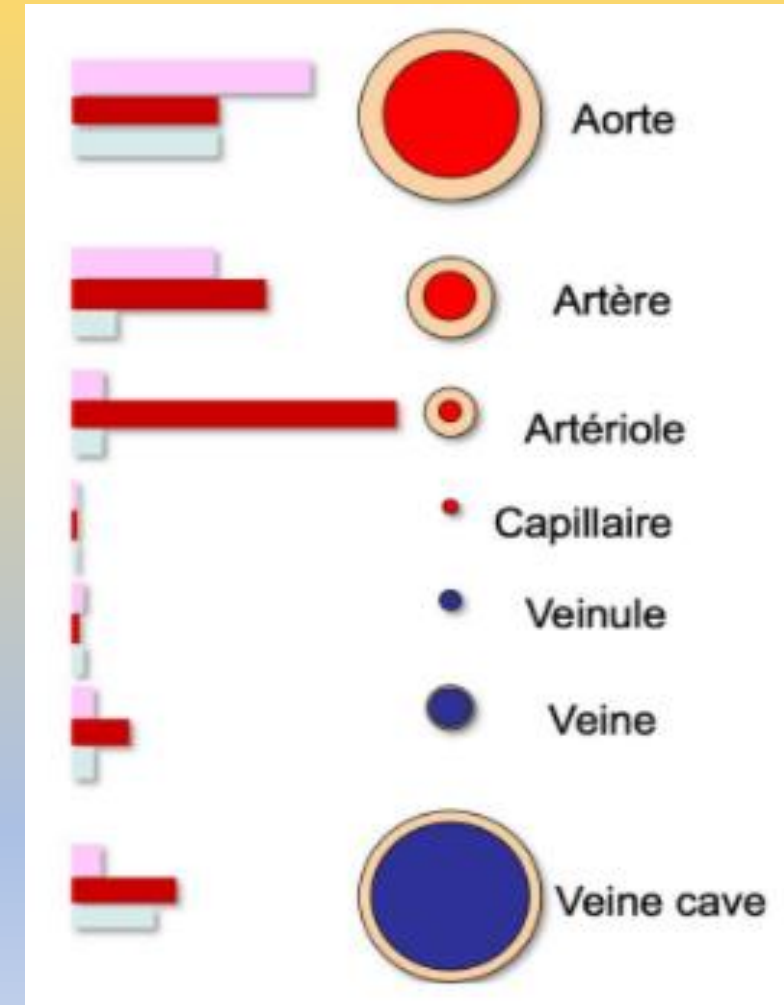 Aorte
Artère
Artériole
Capillaire
Veinule
Veine
Veine cave